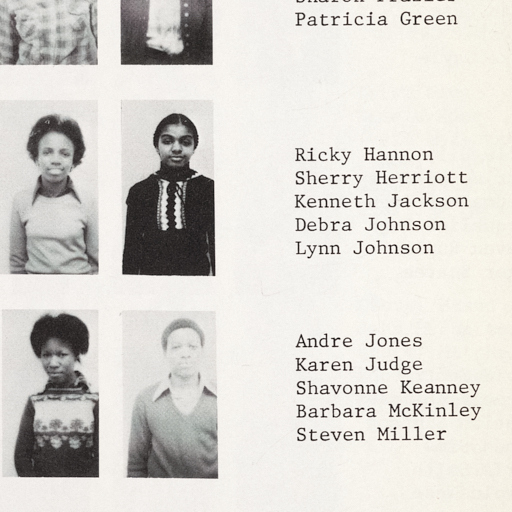 Patricia Green
Ricky Hannon
Sherry Herriott
Kenneth Jackson
Debra Johnson
Lynn Johnson
Andre Jones
Karen Judge
Shavonne Keanney
Barbara McKinley
Steven Miller